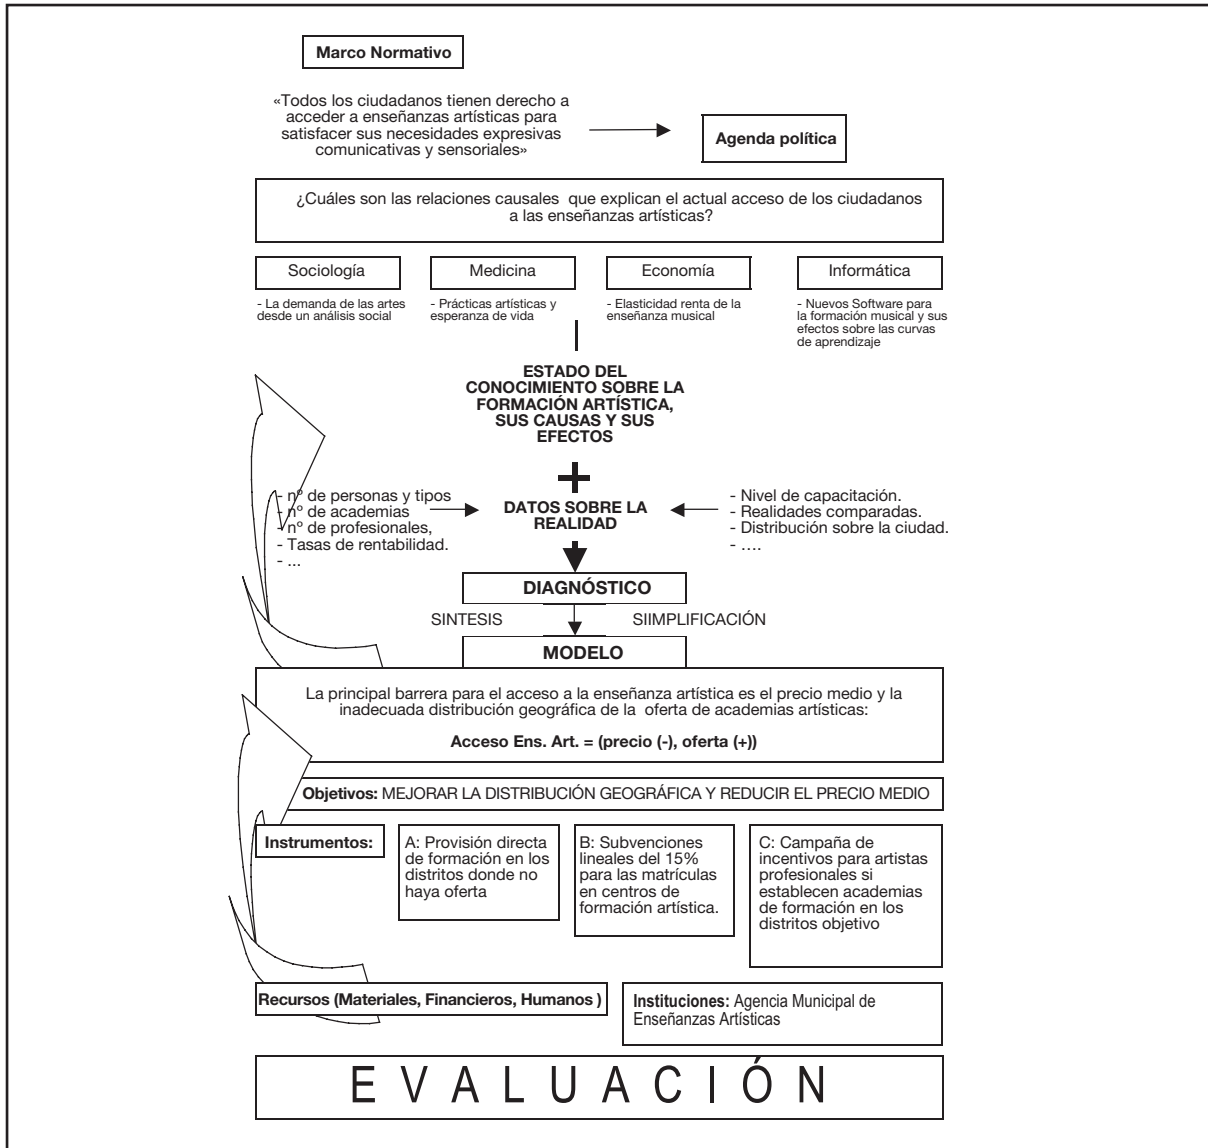 Marco Normativo
«Todos los ciudadanos tienen derecho a
acceder a enseñanzas artísticas para
satisfacer sus necesidades expresivas
comunicativas y sensoriales»
Agenda política
¿Cuáles son las relaciones causales que explican el actual acceso de los ciudadanos
a las enseñanzas artísticas?
Sociología
- La demanda de las artes
desde un análisis social
Medicina
- Prácticas artísticas y
esperanza de vida
Economía
- Elasticidad renta de la
enseñanza musical
Informática
- Nuevos Software para
la formación musical y sus
efectos sobre las curvas
de aprendizaje
ESTADO DEL
CONOCIMIENTO SOBRE LA
FORMACIÓN ARTÍSTICA,
SUS CAUSAS Y SUS
EFECTOS
+
- nº de personas y tipos
- nº de academias
- nº de profesionales,
- Tasas de rentabilidad.
- ...
DATOS SOBRE LA
REALIDAD
- Nivel de capacitación.
- Realidades comparadas.
- Distribución sobre la ciudad.
- ....
DIAGNÓSTICO
SINTESIS
SIIMPLIFICACIÓN
MODELO
La principal barrera para el acceso a la enseñanza artística es el precio medio y la
inadecuada distribución geográfica de la oferta de academias artísticas:
Acceso Ens. Art. = (precio (-), oferta (+))
Objetivos: MEJORAR LA DISTRIBUCIÓN GEOGRÁFICA Y REDUCIR EL PRECIO MEDIO
Instrumentos:
A: Provisión directa
de formación en los
distritos donde no
haya oferta
B: Subvenciones
lineales del 15%
para las matrículas
en centros de
formación artística.
C: Campaña de
incentivos para artistas
profesionales si
establecen academias
de formación en los
distritos objetivo
Recursos (Materiales, Financieros, Humanos )
Instituciones: Agencia Municipal de
Enseñanzas Artísticas
EVALUACIÓN